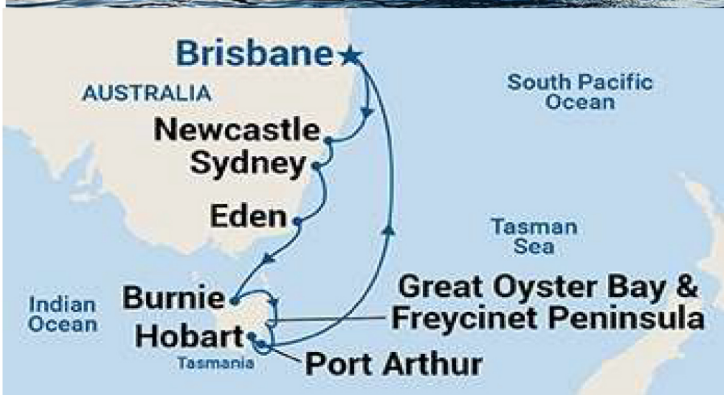 Brisbane
AUSTRALIA
South Pacific
Ocean
Newcastle
Sydney
Eden
Tasman
Sea
Indian
Ocean
Burnie
Great Oyster Bay &
Freycinet Peninsula
Hobart
Tasmania
Port Arthur